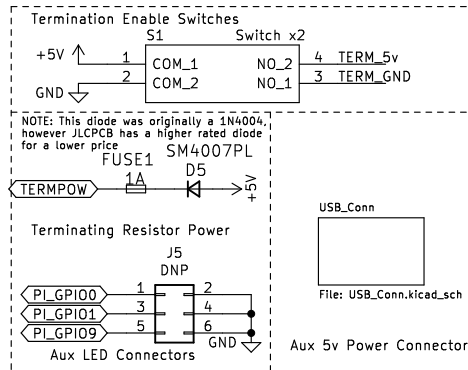 Termination Enable Switches
S1 Switch x2
+5V 1 COM_1 NO_2 4 TERM_5v
GND 2 COM_2 NO_1 3 TERM_GND
NOTE: This diode was originally a 1N4004,
however JLCPCB has a higher rated diode
for a lower price
SM4007PL
FUSE1
D5
1A
TERMPOW
+5V
Terminating Resistor Power
J5
DNP
PI_GPIO0 1 2
PI_GPIO1 3 4
PI_GPIO9 5 6
GND
Aux LED Connectors
USB_Conn
File: USB_Conn.kicad_sch
Aux 5v Power Connector